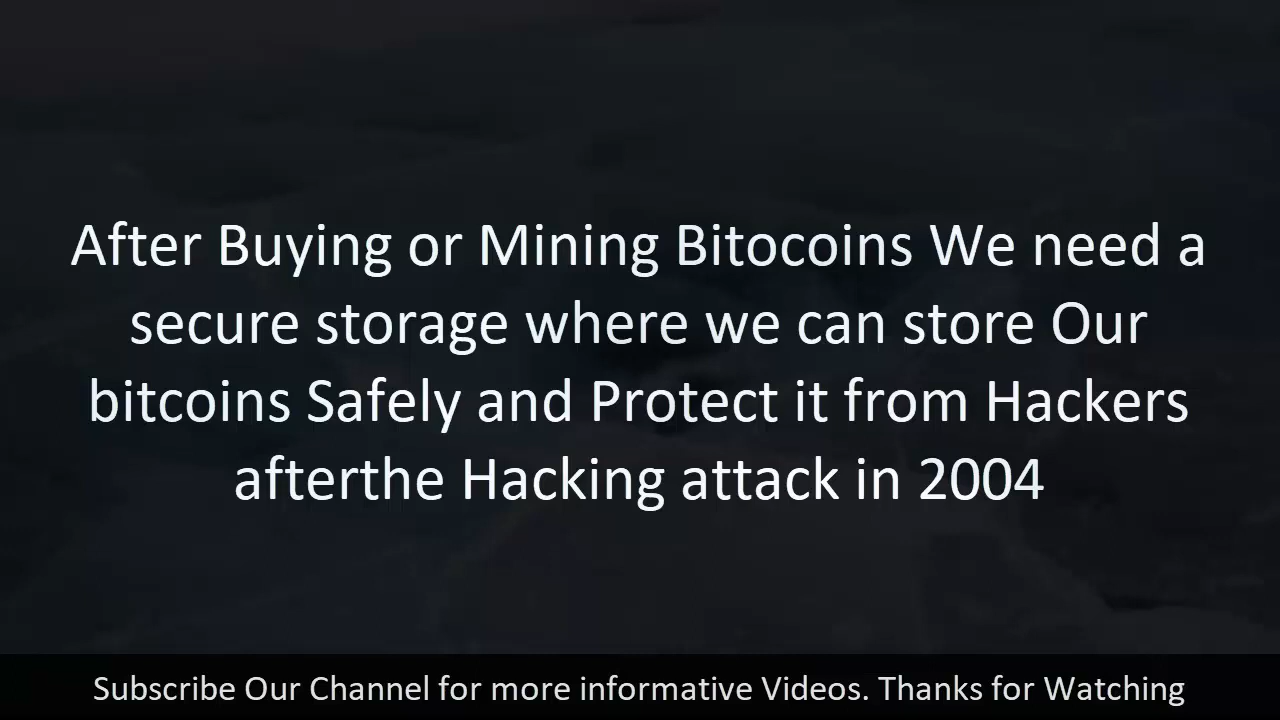 After Buying or Mining Bitocoins We need a
secure storage where we can store Our
bitcoins Safely and Protect it from Hackers
afterthe Hacking attack in 2004
Subscribe Our Channel for more informative Videos. Thanks for Watching